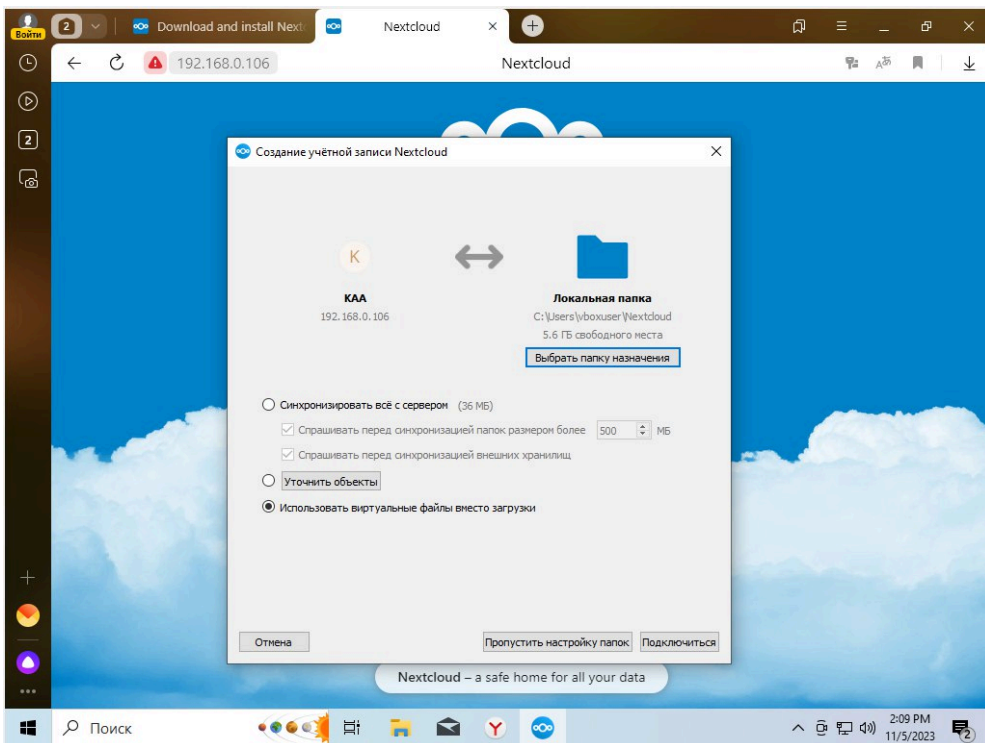 Войти
2
Download and install Nextc
Nextcloud
192.168.0.106
Nextcloud
2
Создание учётной записи Nextcloud
K
KAA
192.168.0.106
Локальная папка
C:\Users\vboxuser\Nextcloud
5.6 ГБ свободного места
Выбрать папку назначения
Синхронизировать всё с сервером (36 МБ)
Спрашивать перед синхронизацией папок размером более 500 МБ
Спрашивать перед синхронизацией внешних хранилищ
Уточнить объекты
Использовать виртуальные файлы вместо загрузки
Отмена
Пропустить настройку папок
Подключиться
Nextcloud – a safe home for all your data
Поиск
2:09 PM
11/5/2023
2